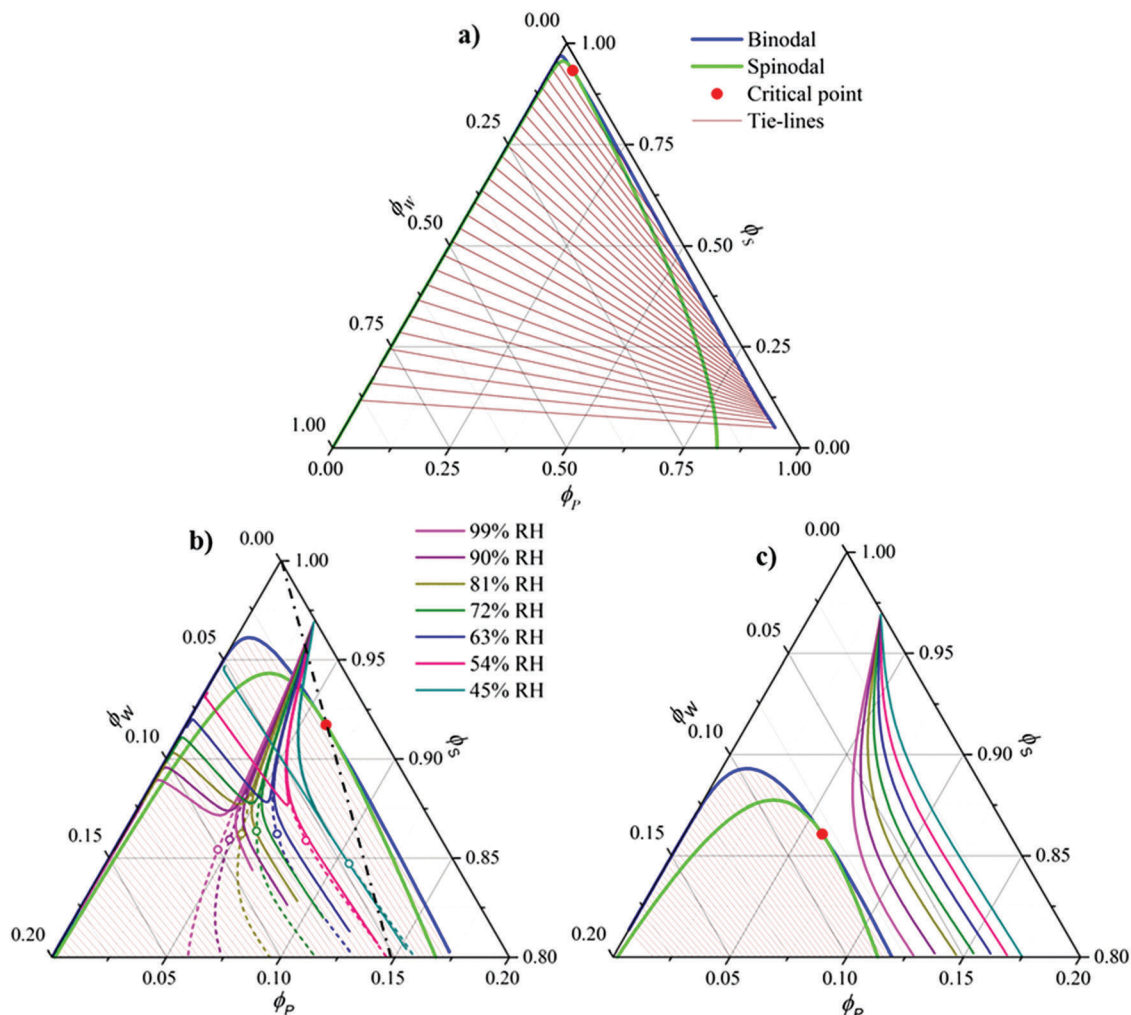 a)
0.00
1.00
Binodal
Spinodal
Critical point
Tie-lines
0.25
0.75
ϕW
0.50
0.50
ϕS
0.75
0.25
1.00
0.00
0.00
0.25
0.50
0.75
1.00
ϕP
b)
0.00
1.00
99% RH
90% RH
81% RH
72% RH
63% RH
54% RH
45% RH
0.05
0.95
ϕW
0.10
0.90
ϕS
0.15
0.85
0.20
0.80
0.05
0.10
0.15
0.20
ϕP
c)
0.00
1.00
0.05
0.95
ϕW
0.10
0.90
ϕS
0.15
0.85
0.20
0.80
0.05
0.10
0.15
0.20
ϕP